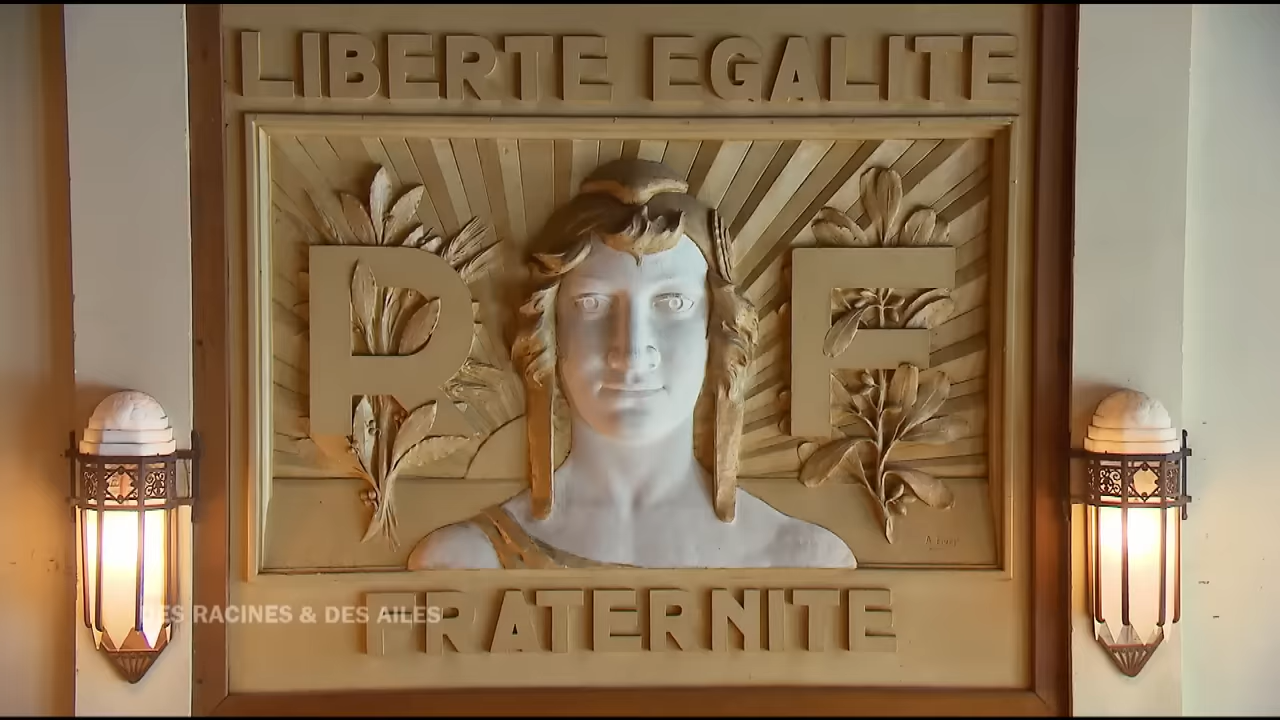 LIBERTE EGALITE
R F
FRATERNITE
DES RACINES & DES AILES